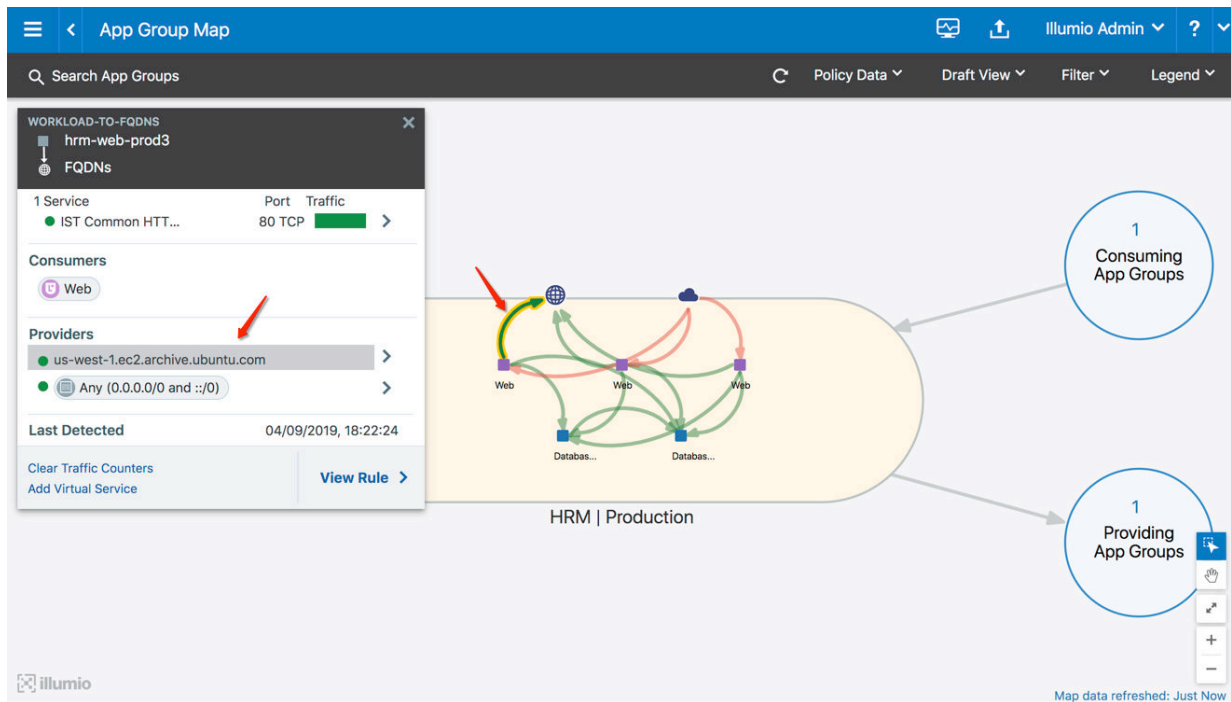 App Group Map
Illumio Admin
?
Search App Groups
Policy Data
Draft View
Filter
Legend
WORKLOAD-TO-FQDNS
hrm-web-prod3
FQDNs
1 Service Port Traffic
IST Common HTT... 80 TCP
Consumers
Web
Providers
us-west-1.ec2.archive.ubuntu.com
Any (0.0.0.0/0 and ::/0)
Last Detected 04/09/2019, 18:22:24
Clear Traffic Counters
Add Virtual Service
View Rule
Web
Web
Web
Databas...
Databas...
HRM | Production
1
Consuming
App Groups
1
Providing
App Groups
illumio
Map data refreshed: Just Now